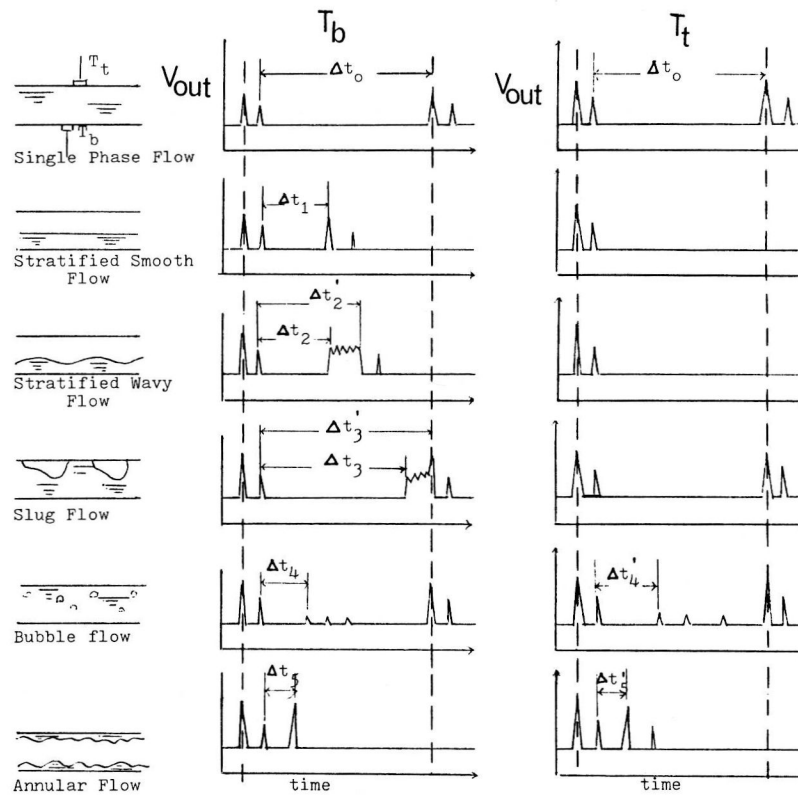 T_b
T_t
V_out
V_out
T_t
T_b
Δt_o
Δt_o
Single Phase Flow
Δt_1
Stratified Smooth
Flow
Δt_2'
Δt_2
Stratified Wavy
Flow
Δt_3'
Δt_3
Slug Flow
Δt_4
Δt_4'
Bubble flow
Δt_5
Δt_5'
Annular Flow
time
time